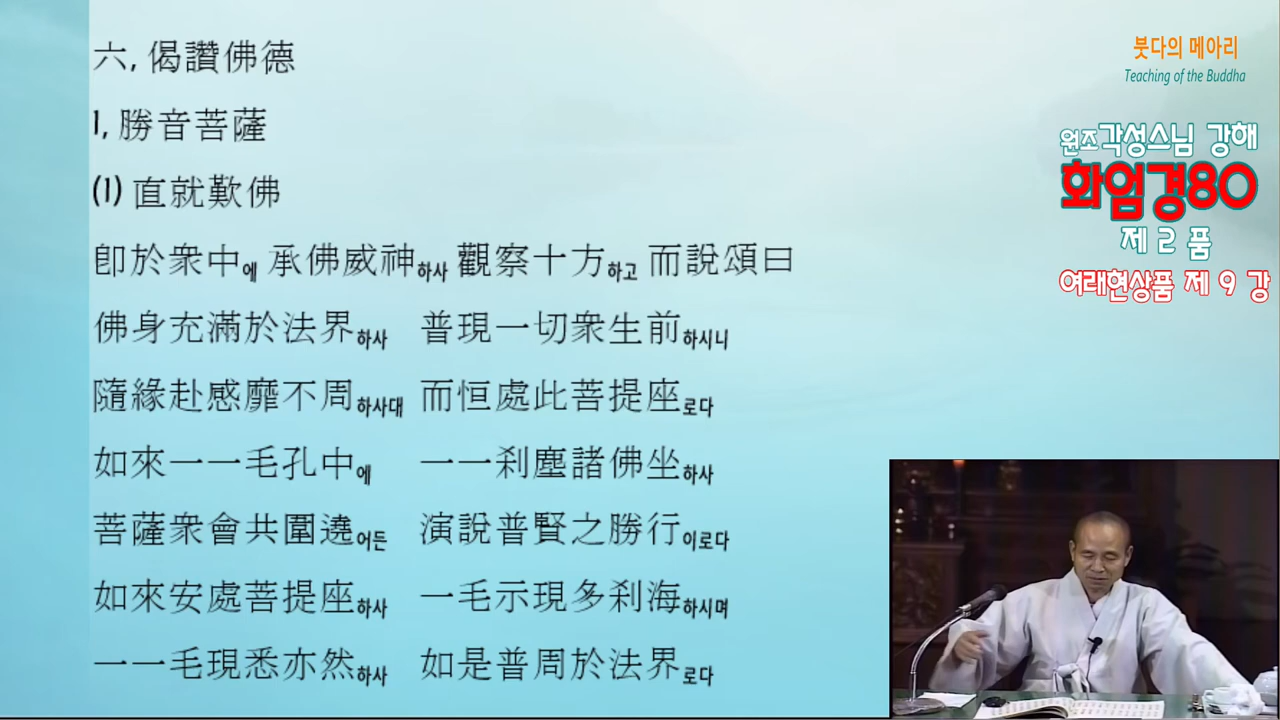 六, 偈讚佛德
1, 勝音菩薩
(1) 直就歎佛
卽於衆中에 承佛威神하사 觀察十方하고 而說頌曰
佛身充滿於法界하사 普現一切衆生前하시니
隨緣赴感靡不周하사대 而恒處此菩提座로다
如來一一毛孔中에 一一刹塵諸佛坐하사
菩薩衆會共圍遶어든 演說普賢之勝行이로다
如來安處菩提座하사 一毛示現多刹海하시며
一一毛現悉亦然하사 如是普周於法界로다
붓다의 메아리
Teaching of the Buddha
원조각성스님 강해
화엄경80
제 2 품
여래현상품 제 9 강